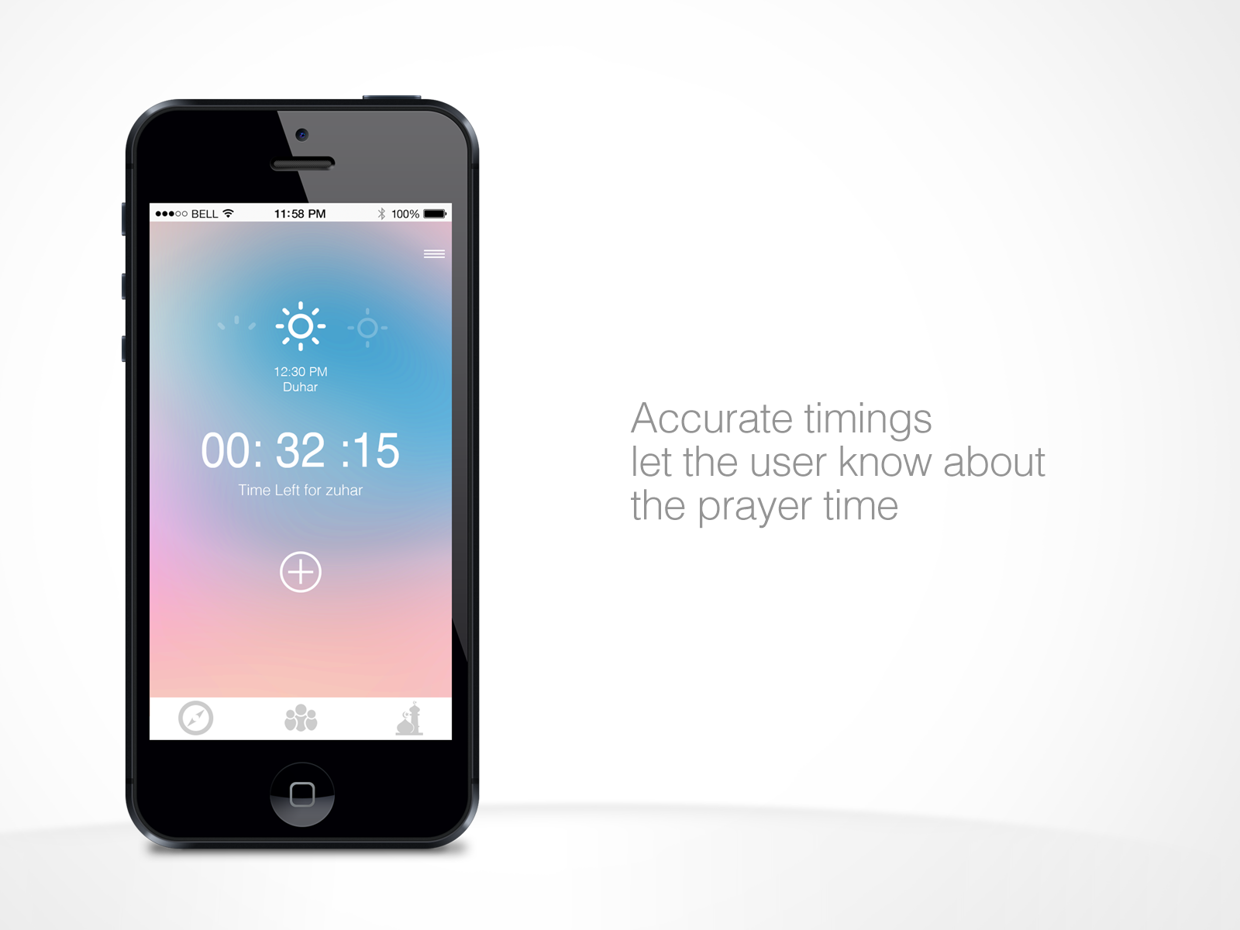 BELL 11:58 PM 100%
12:30 PM
Duhar
00: 32 :15
Time Left for zuhar
Accurate timings
let the user know about
the prayer time